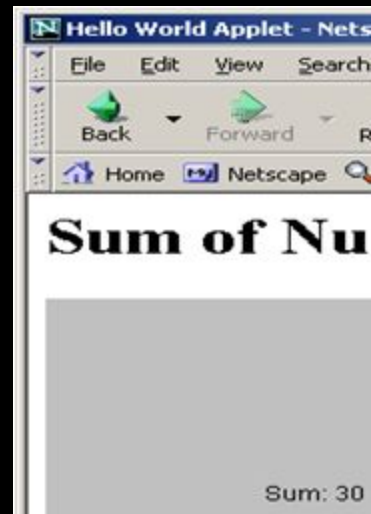 Hello World Applet - Nets
File Edit View Search
Back Forward R
Home Netscape
Sum of Nu
Sum: 30